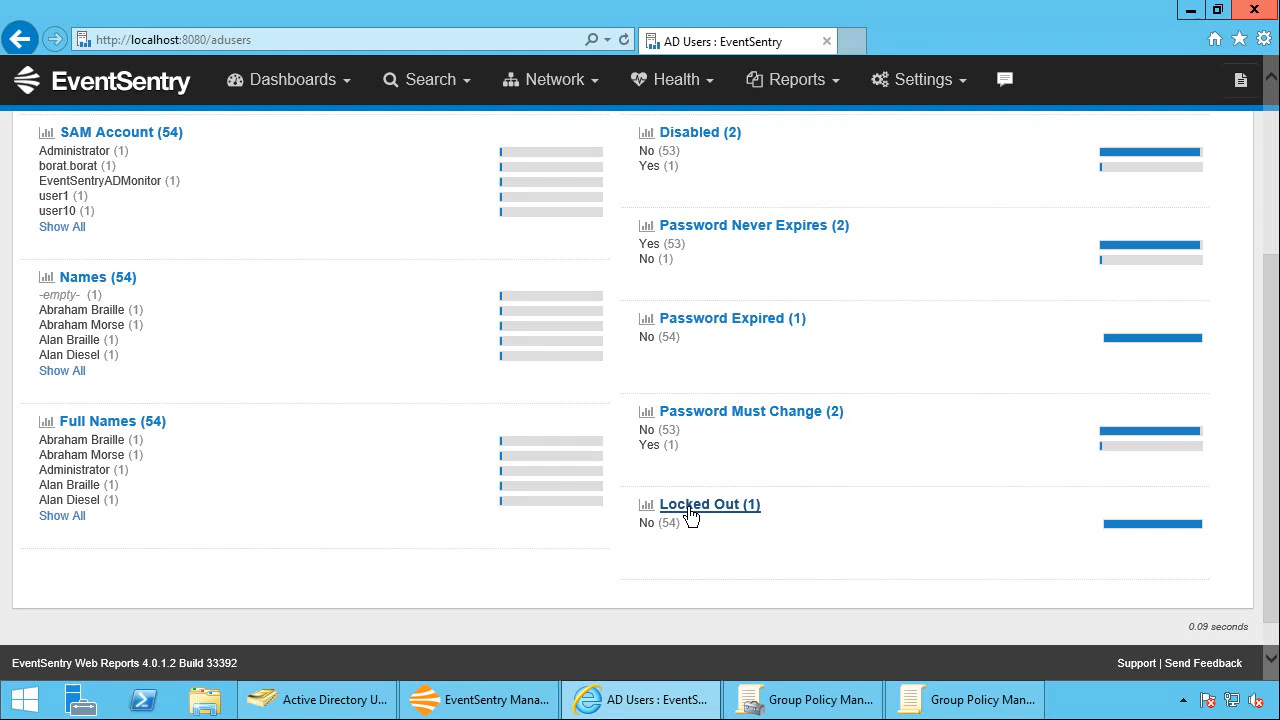 http://localhost:8080/adusers
AD Users : EventSentry
EventSentry
Dashboards
Search
Network
Health
Reports
Settings
SAM Account (54)
Administrator (1)
borat.borat (1)
EventSentryADMonitor (1)
user1 (1)
user10 (1)
Show All
Names (54)
-empty- (1)
Abraham Braille (1)
Abraham Morse (1)
Alan Braille (1)
Alan Diesel (1)
Show All
Full Names (54)
Abraham Braille (1)
Abraham Morse (1)
Administrator (1)
Alan Braille (1)
Alan Diesel (1)
Show All
Disabled (2)
No (53)
Yes (1)
Password Never Expires (2)
Yes (53)
No (1)
Password Expired (1)
No (54)
Password Must Change (2)
No (53)
Yes (1)
Locked Out (1)
No (54)
0.09 seconds
EventSentry Web Reports 4.0.1.2 Build 33392
Support | Send Feedback
Active Directory U...
EventSentry Mana...
AD Users : EventS...
Group Policy Man...
Group Policy Man...